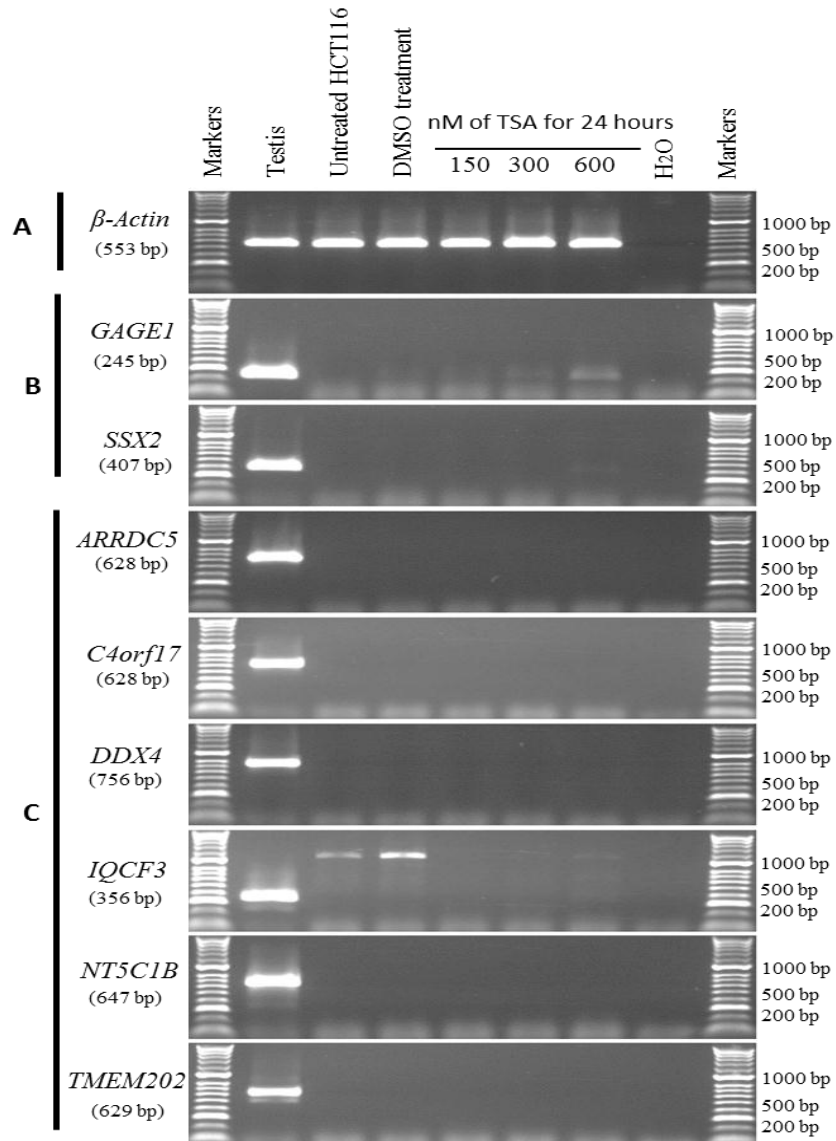 Markers
Testis
Untreated HCT116
DMSO treatment
nM of TSA for 24 hours
150 300 600
H2O
Markers
A
β-Actin
(553 bp)
1000 bp
500 bp
200 bp
B
GAGE1
(245 bp)
1000 bp
500 bp
200 bp
SSX2
(407 bp)
1000 bp
500 bp
200 bp
C
ARRDC5
(628 bp)
1000 bp
500 bp
200 bp
C4orf17
(628 bp)
1000 bp
500 bp
200 bp
DDX4
(756 bp)
1000 bp
500 bp
200 bp
IQCF3
(356 bp)
1000 bp
500 bp
200 bp
NT5C1B
(647 bp)
1000 bp
500 bp
200 bp
TMEM202
(629 bp)
1000 bp
500 bp
200 bp